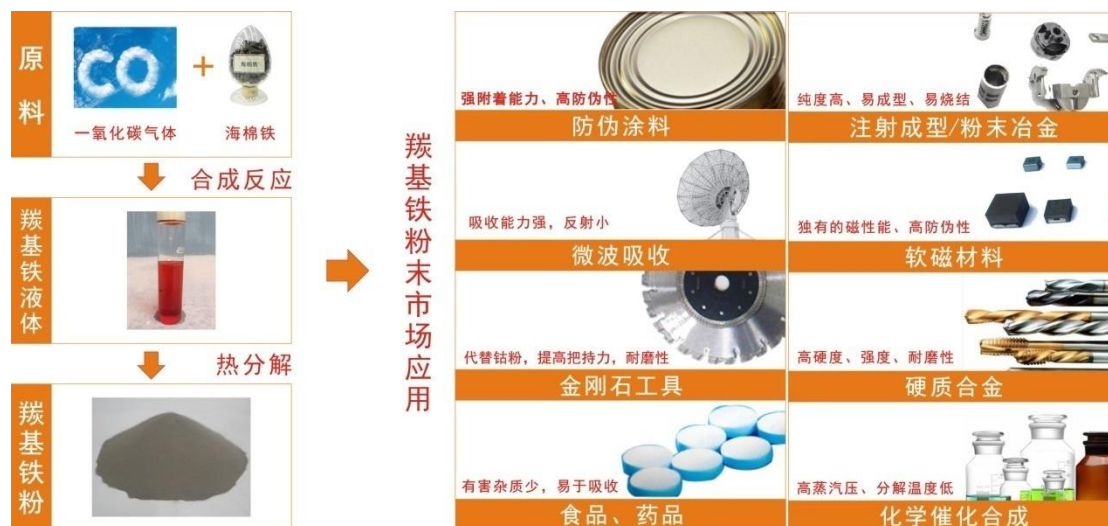 原料
CO
+
海绵铁
一氧化碳气体
海棉铁
合成反应
羰基铁液体
热分解
羰基铁粉
羰基铁粉末市场应用
强附着能力、高防伪性
防伪涂料
纯度高、易成型、易烧结
注射成型/粉末冶金
吸收能力强，反射小
微波吸收
独有的磁性能、高防伪性
软磁材料
代替钴粉，提高把持力，耐磨性
金刚石工具
高硬度、强度、耐磨性
硬质合金
有害杂质少，易于吸收
食品、药品
高蒸汽压、分解温度低
化学催化合成